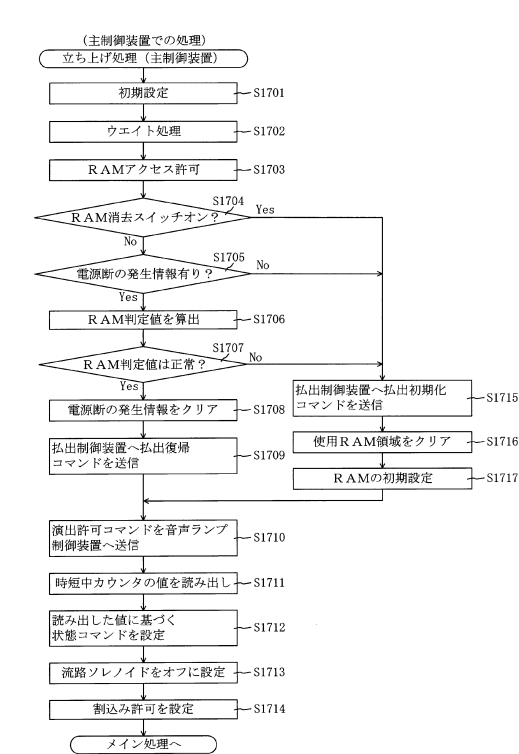 (主制御装置での処理)
立ち上げ処理(主制御装置)
初期設定
S1701
ウエイト処理
S1702
RAMアクセス許可
S1703
RAM消去スイッチオン?
S1704
Yes
No
電源断の発生情報有り?
S1705
No
Yes
RAM判定値を算出
S1706
RAM判定値は正常?
S1707
No
Yes
電源断の発生情報をクリア
S1708
払出制御装置へ払出復帰
コマンドを送信
S1709
払出制御装置へ払出初期化
コマンドを送信
S1715
使用RAM領域をクリア
S1716
RAMの初期設定
S1717
演出許可コマンドを音声ランプ
制御装置へ送信
S1710
時短中カウンタの値を読み出し
S1711
読み出した値に基づく
状態コマンドを設定
S1712
流路ソレノイドをオフに設定
S1713
割込み許可を設定
S1714
メイン処理へ